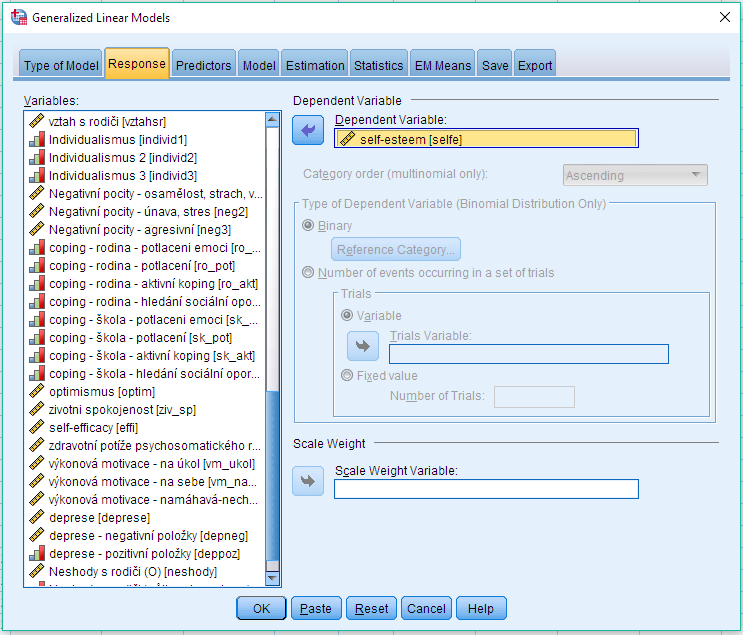 Generalized Linear Models
Type of Model Response Predictors Model Estimation Statistics EM Means Save Export
Variables:
vztah s rodiči [vztahsr]
Individualismus [individ1]
Individualismus 2 [individ2]
Individualismus 3 [individ3]
Negativní pocity - osamělost, strach, v...
Negativní pocity - únava, stres [neg2]
Negativní pocity - agresivní [neg3]
coping - rodina - potlaceni emoci [ro_...
coping - rodina - potlačení [ro_pot]
coping - rodina - aktivní koping [ro_akt]
coping - rodina - hledání sociální opo...
coping - škola - potlaceni emoci [sk_...
coping - škola - potlačení [sk_pot]
coping - škola - aktivní koping [sk_akt]
coping - škola - hledání sociální opor...
optimismus [optim]
zivotni spokojenost [ziv_sp]
self-efficacy [effi]
zdravotní potíže psychosomatického r...
výkonová motivace - na úkol [vm_ukol]
výkonová motivace - na sebe [vm_na...
výkonová motivace - namáhavá-nech...
deprese [deprese]
deprese - negativní položky [depneg]
deprese - pozitivní položky [deppoz]
Neshody s rodiči (O) [neshody]
Dependent Variable
Dependent Variable:
self-esteem [selfe]
Category order (multinomial only):
Ascending
Type of Dependent Variable (Binomial Distribution Only)
Binary
Reference Category...
Number of events occurring in a set of trials
Trials
Variable
Trials Variable:
Fixed value
Number of Trials:
Scale Weight
Scale Weight Variable:
OK Paste Reset Cancel Help